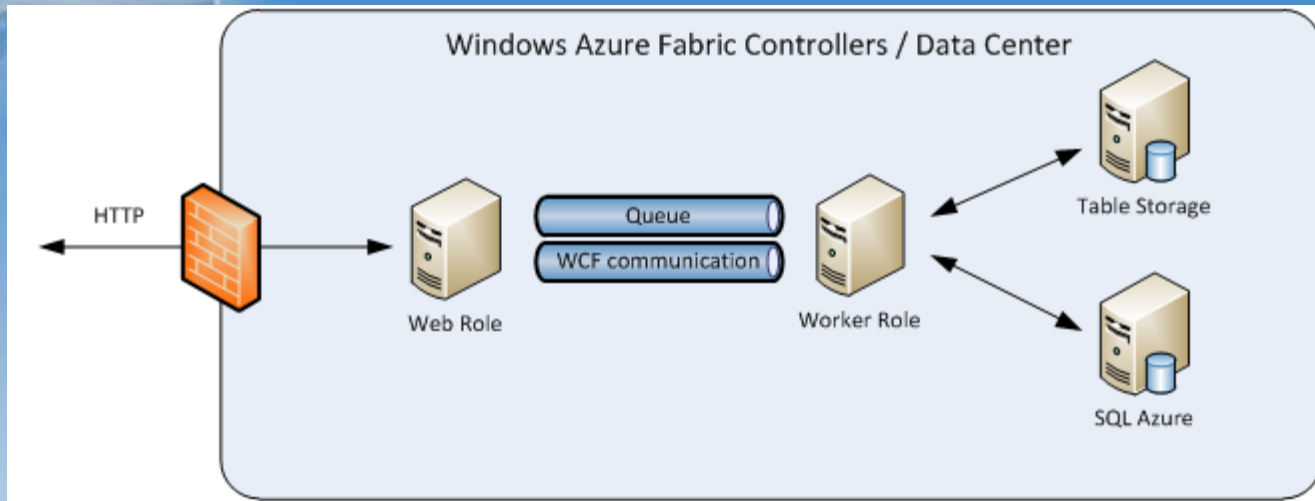 Windows Azure Fabric Controllers / Data Center
HTTP
Queue
WCF communication
Web Role
Worker Role
Table Storage
SQL Azure